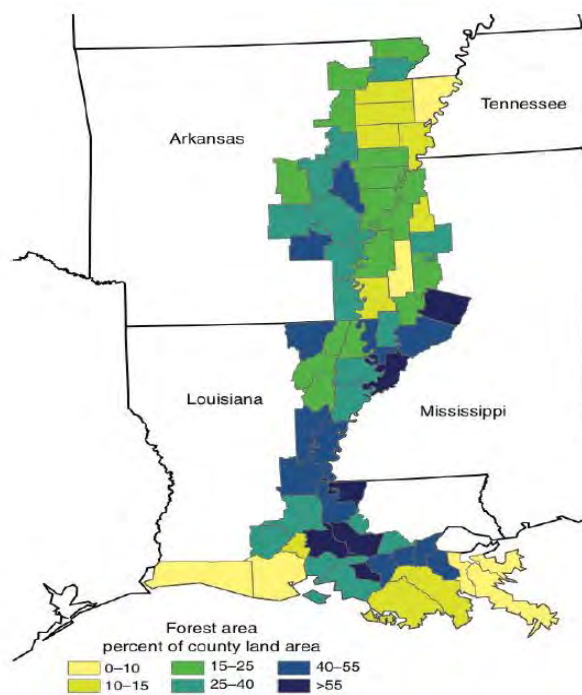 Tennessee
Arkansas
Louisiana
Mississippi
Forest area
percent of county land area
0–10
15–25
40–55
10–15
25–40
>55